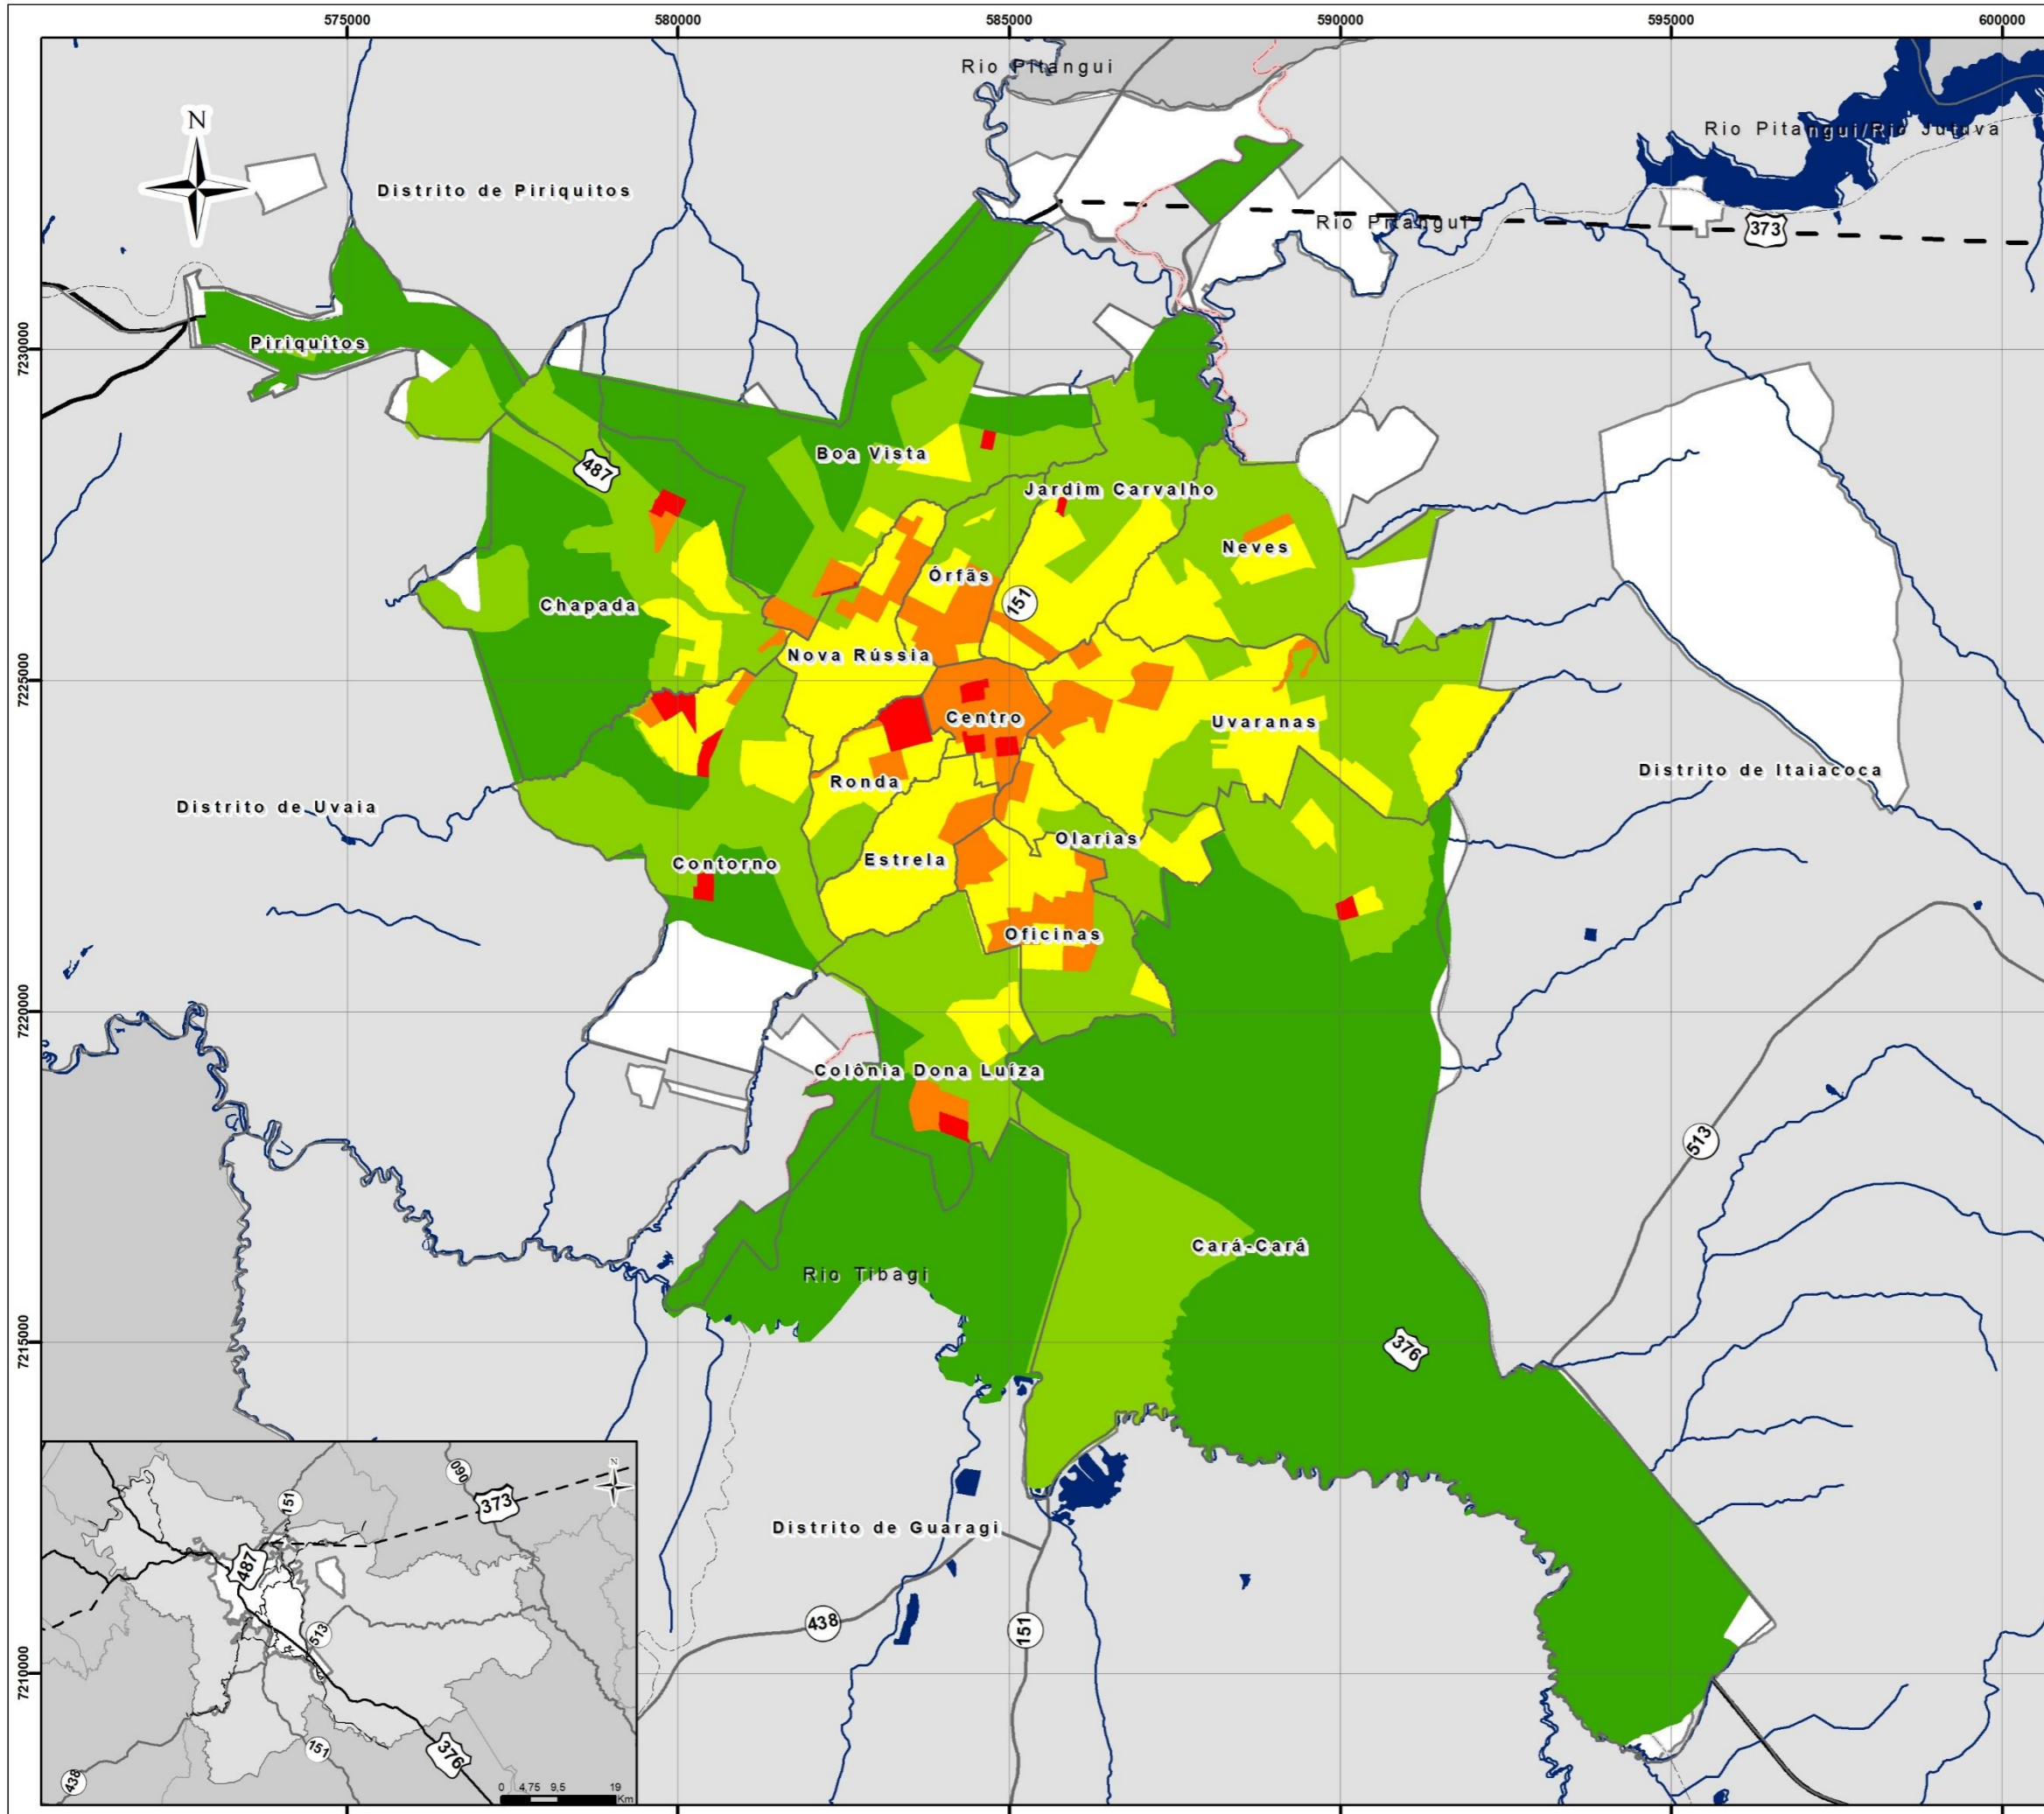 575000
580000
585000
590000
595000
600000
Rio Pitangui
N
Rio Pitangui/Rio Jutuva
Distrito de Piriquitos
Rio Pitangui
373
7230000
Piriquitos
Boa Vista
487
Jardim Carvalho
Neves
Órfãs
151
Chapada
Nova Rússia
7225000
Centro
Uvaranas
Distrito de Itaiacoca
Ronda
Distrito de Uvaia
Olarias
Estrela
Contorno
Oficinas
7220000
Colônia Dona Luíza
513
Cará-Cará
Rio Tibagi
7215000
376
Distrito de Guaragi
438
151
7210000
090
N
151
373
487
513
151
376
438
0 4,75 9,5 19
Km